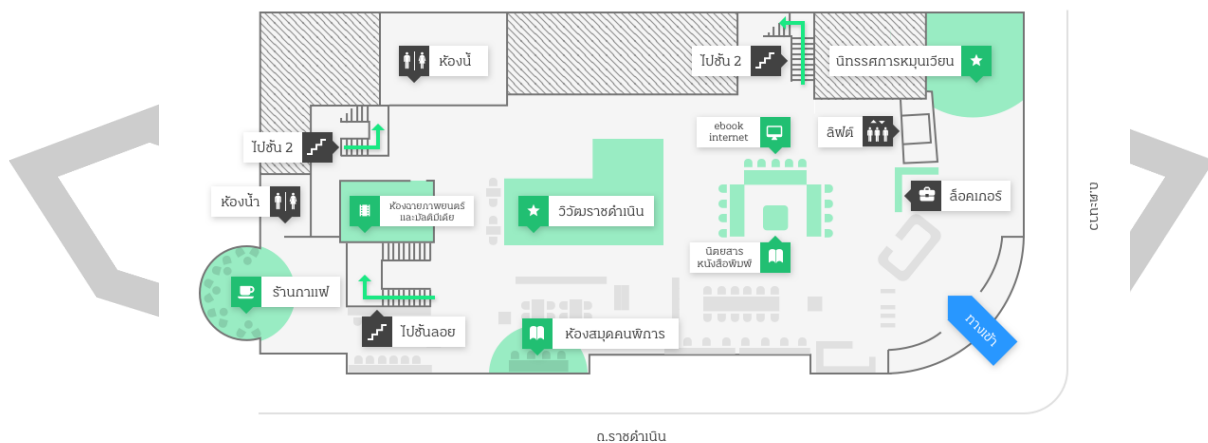 ห้องน้
ไปชั้น 2
นิทรรศการหมุนเวียน
ebook
internet
ลิฟต์
ไปชั้น 2
ห้องน้ำ
ห้องฉายภาพยนตร์
และมัลติมีเดีย
วิวัฒราชดำเนิน
ล็อคเกอร์
ถ.ตะนาว
นิตยสาร
หนังสือพิมพ์
ร้านกาแฟ
ไปชั้นลอย
ห้องสมุดคนพิการ
ทางเข้า
ถ.ราชดำเนิน